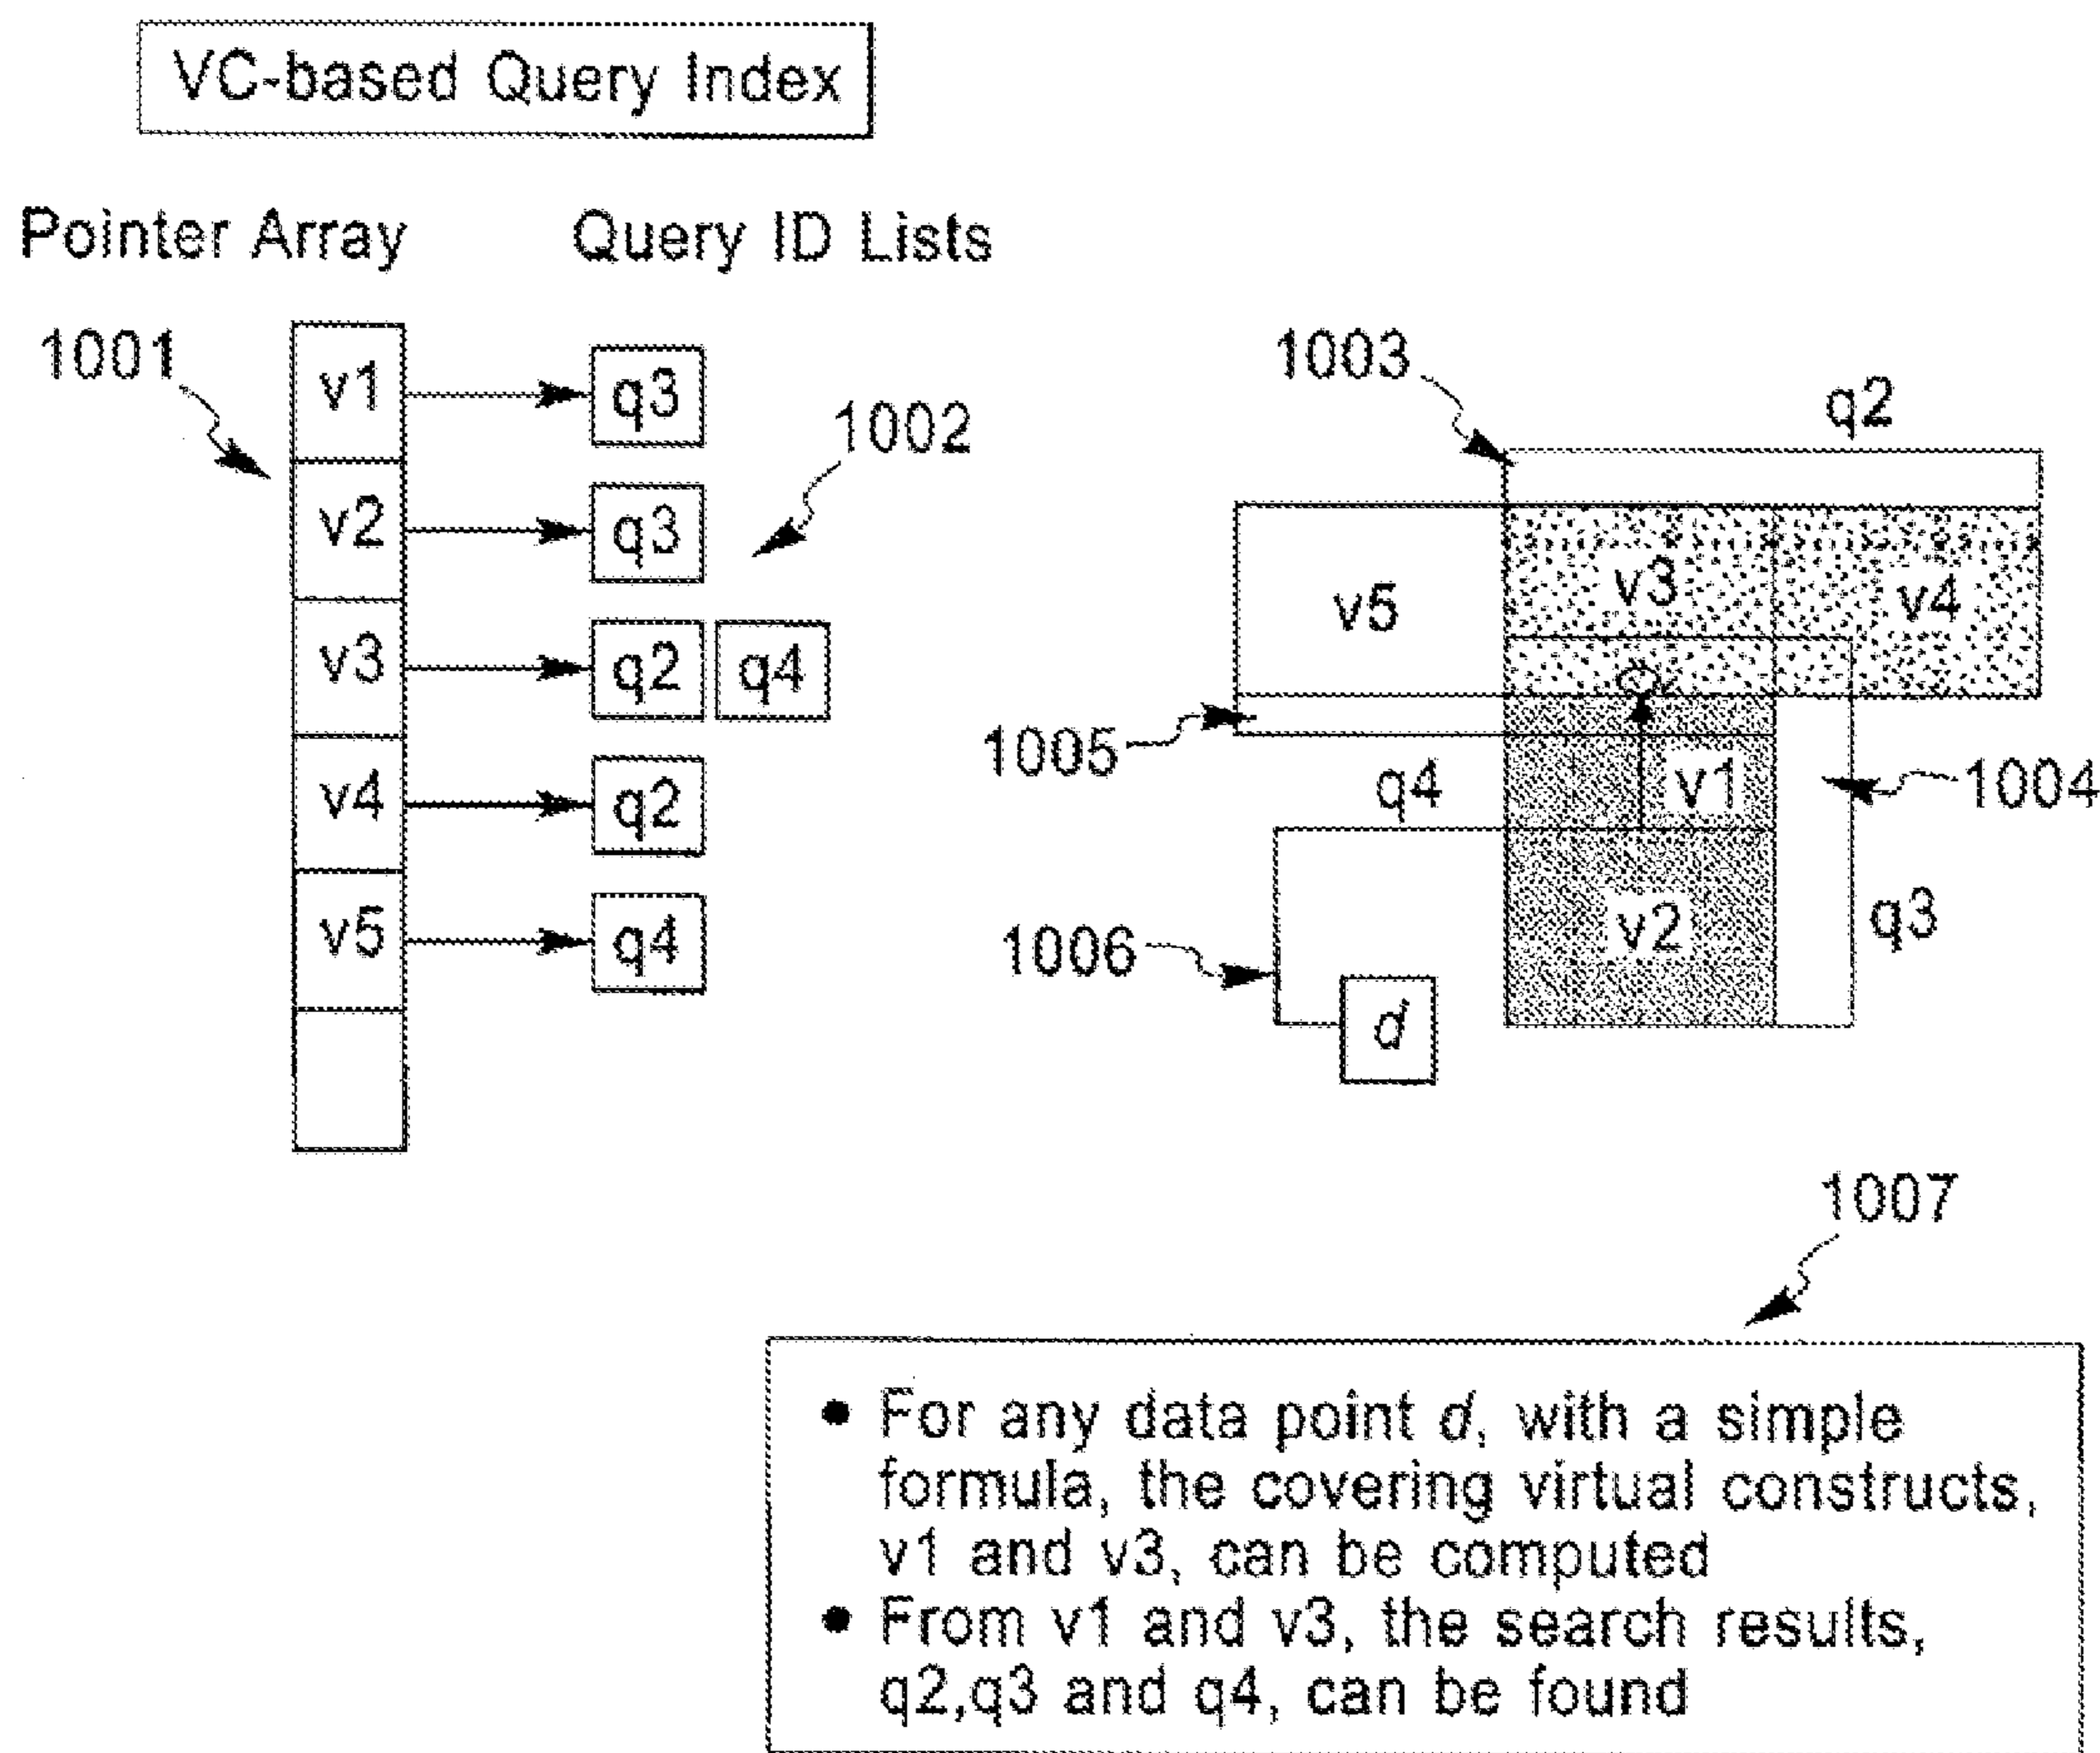 VC-based Query Index
Pointer Array
Query ID Lists
1001
v1
q3
1002
v2
q3
v3
q2 q4
v4
q2
v5
q4
1003
q2
v5
v3
v4
1005
q4
v1
1004
1006
v2
q3
d
1007
• For any data point d, with a simple
formula, the covering virtual constructs,
v1 and v3, can be computed
• From v1 and v3, the search results,
q2,q3 and q4, can be found